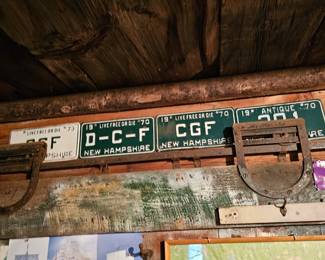 LIVE FREE OR DIE 73
19 LIVE FREE OR DIE 70
D-C-F
NEW HAMPSHIRE
19 LIVE FREE OR DIE 70
CGF
NEW HAMPSHIRE
19 ANTIQUE 70